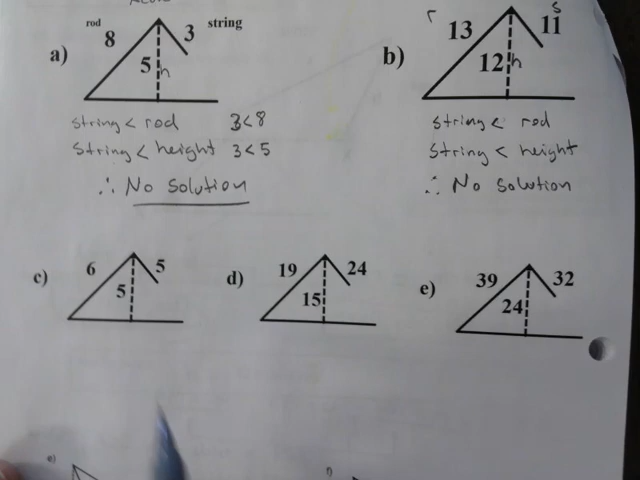 rod
string
8
3
a)
5
h
string < rod 3 < 8
string < height 3 < 5
∴ No solution
r
s
13
11
b)
12
h
string < rod
string < height
∴ No solution
c)
6
5
5
d)
19
24
15
e)
39
32
24
e)